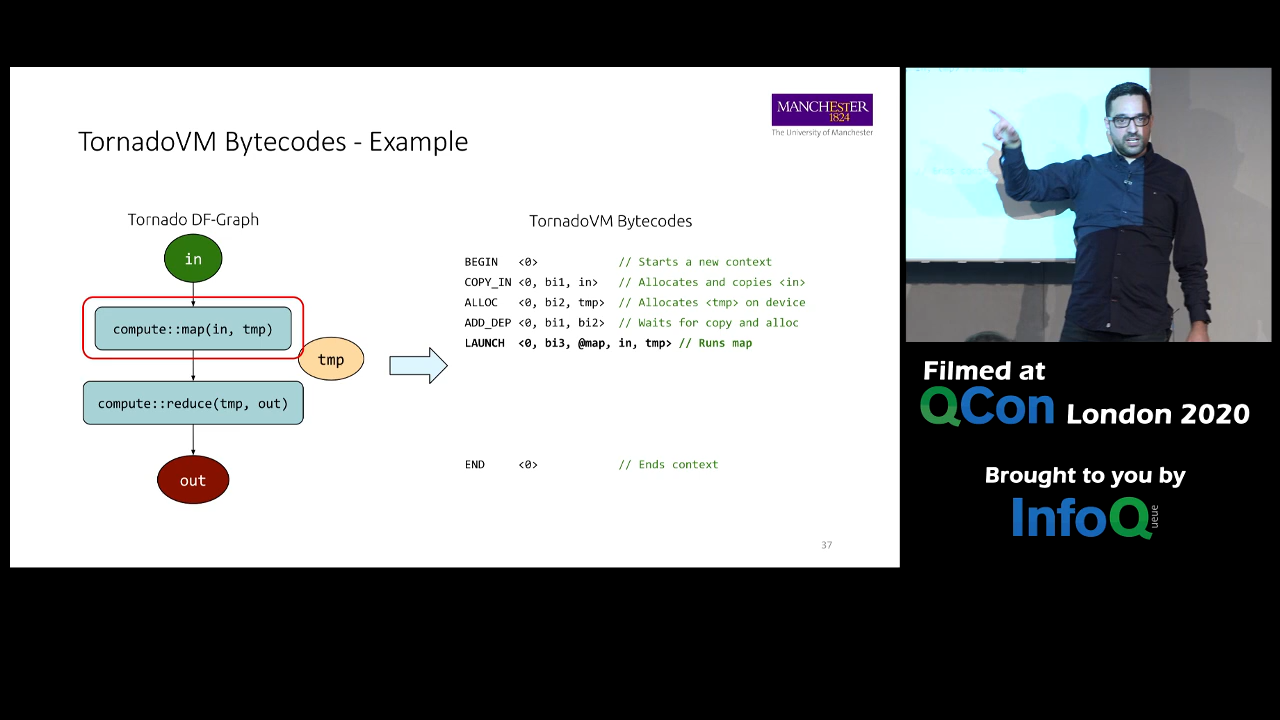 MANCHESTER
1824
The University of Manchester
TornadoVM Bytecodes - Example
Tornado DF-Graph
in
compute::map(in, tmp)
tmp
compute::reduce(tmp, out)
out
TornadoVM Bytecodes
BEGIN <0> // Starts a new context
COPY_IN <0, bi1, in> // Allocates and copies <in>
ALLOC <0, bi2, tmp> // Allocates <tmp> on device
ADD_DEP <0, bi1, bi2> // Waits for copy and alloc
LAUNCH <0, bi3, @map, in, tmp> // Runs map
END <0> // Ends context
37
Filmed at
QCon London 2020
Brought to you by
InfoQueue